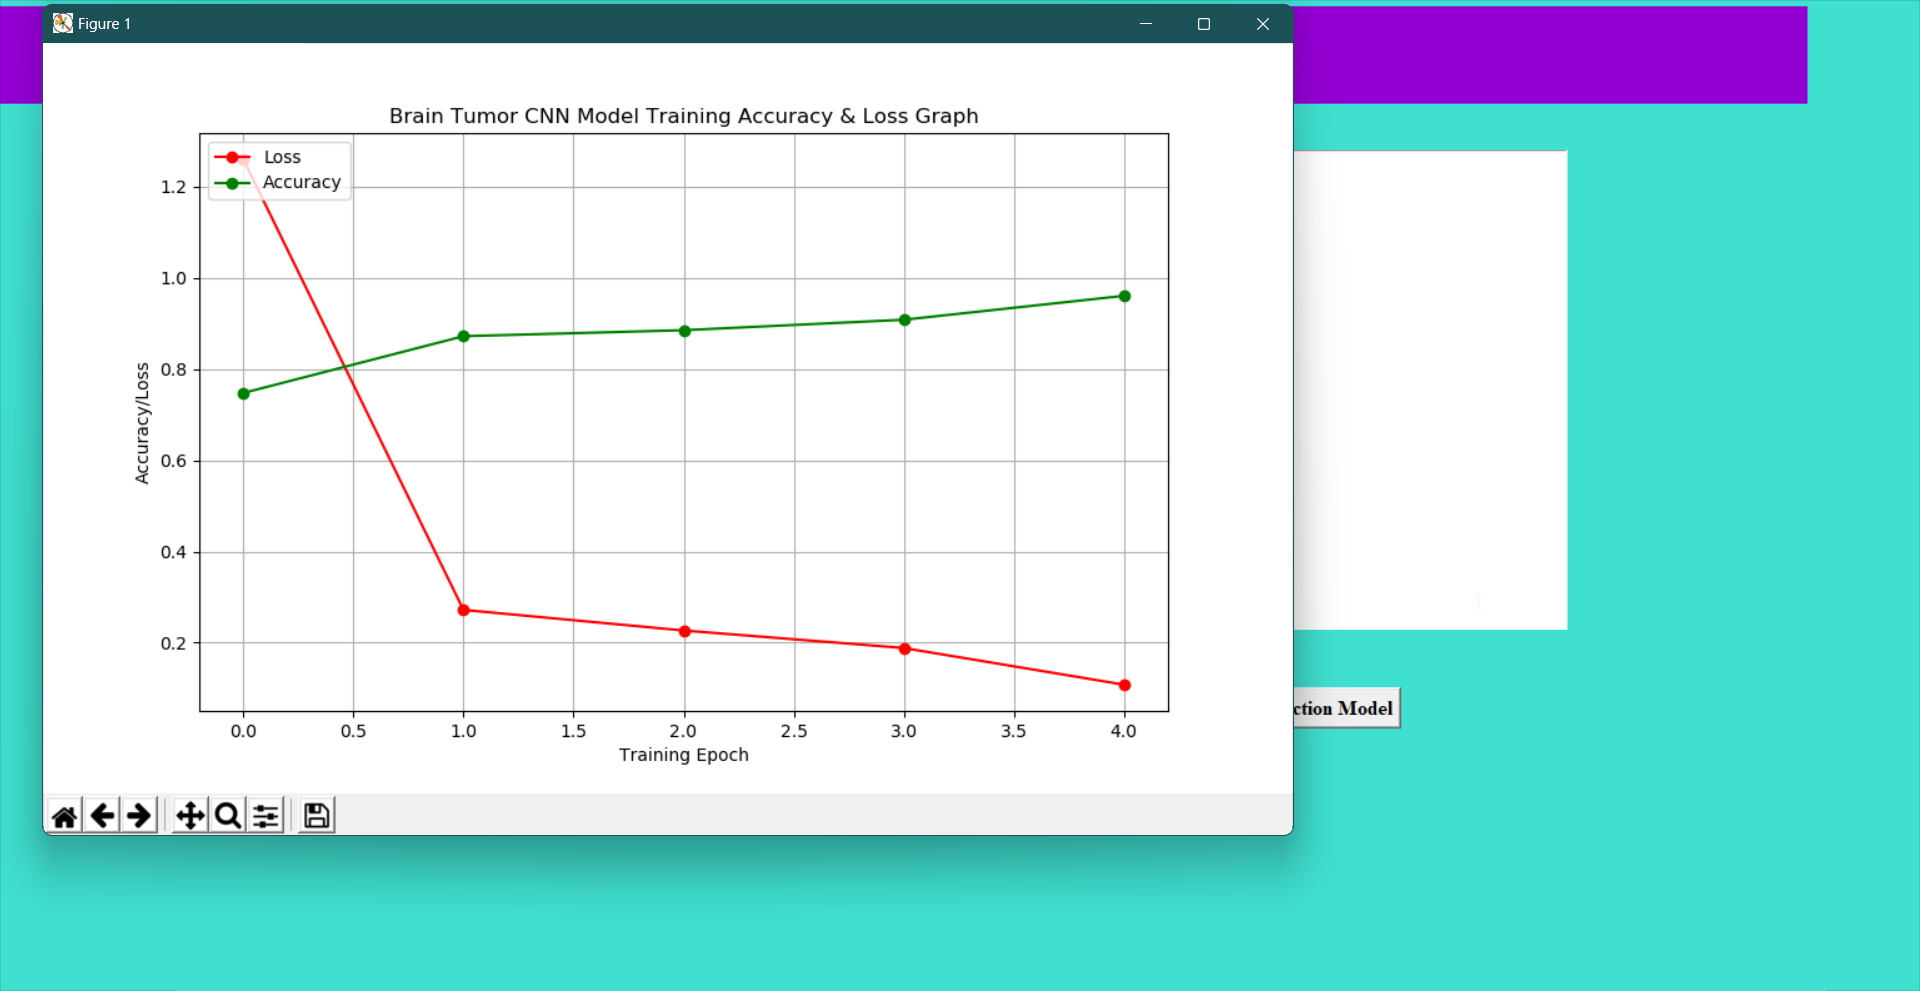 Figure 1
Brain Tumor CNN Model Training Accuracy & Loss Graph
Loss
Accuracy
1.2
1.0
0.8
0.6
0.4
0.2
Accuracy/Loss
0.0 0.5 1.0 1.5 2.0 2.5 3.0 3.5 4.0
Training Epoch
ction Model